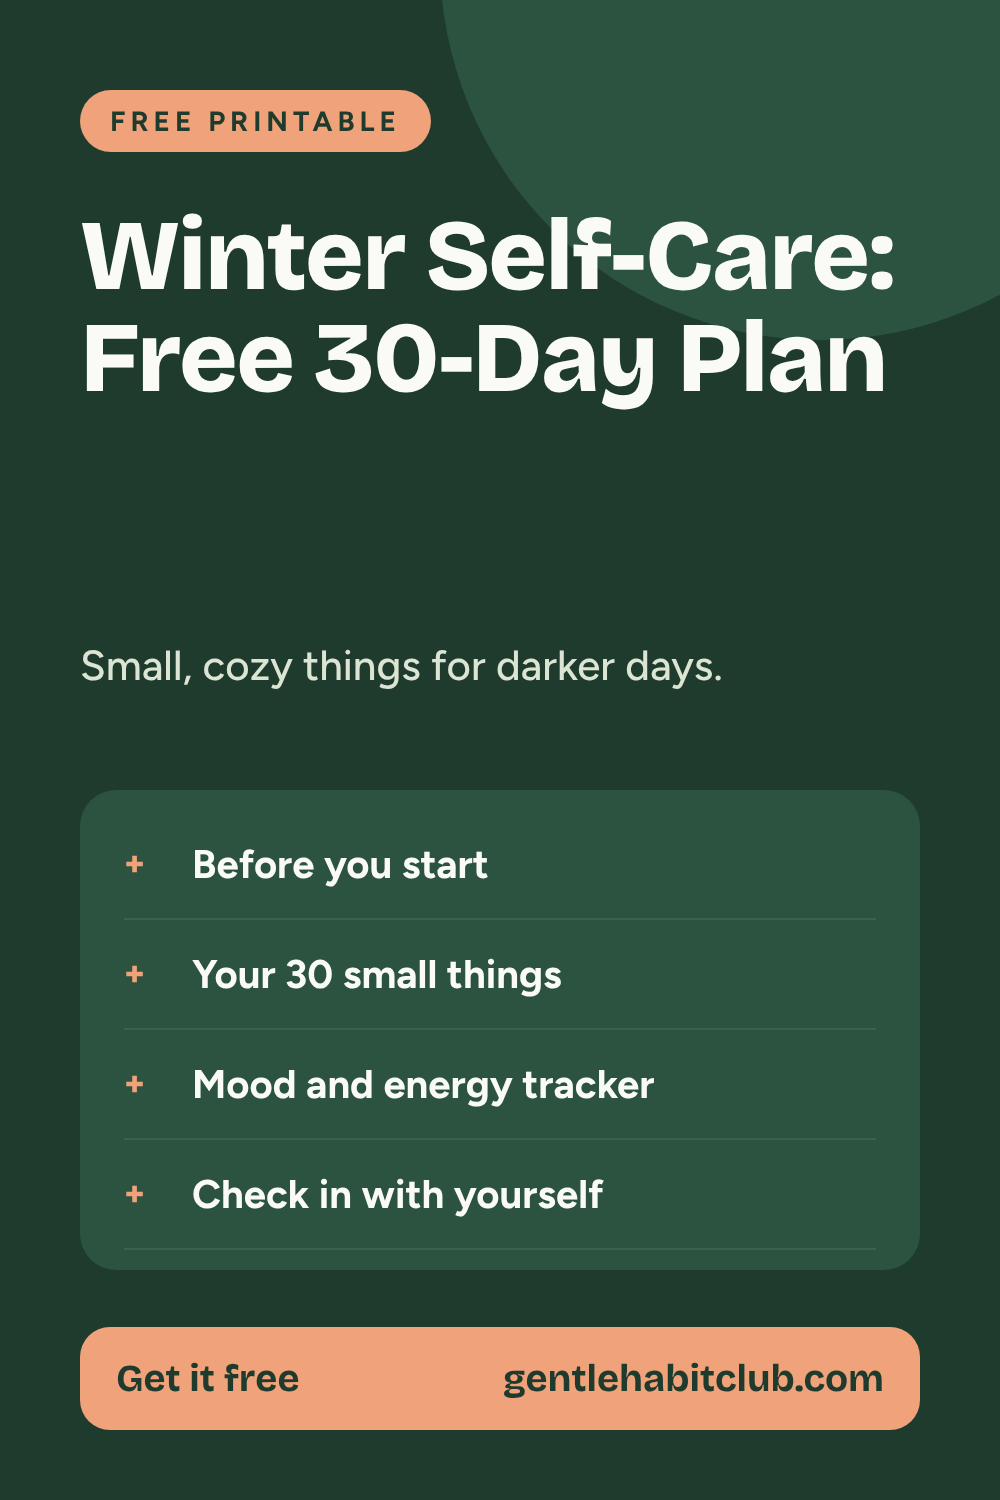 FREE PRINTABLE
Winter Self-Care:
Free 30-Day Plan
Small, cozy things for darker days.
+ Before you start
+ Your 30 small things
+ Mood and energy tracker
+ Check in with yourself
Get it free
gentlehabitclub.com